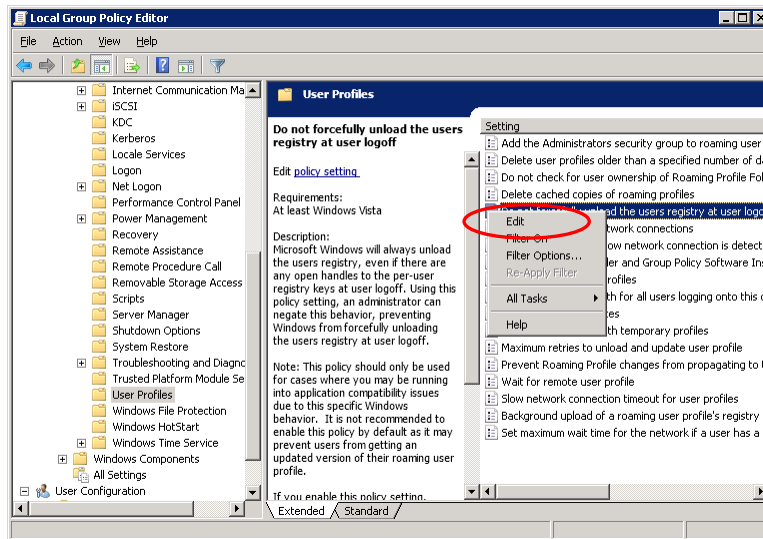 Local Group Policy Editor
File Action View Help
Internet Communication Ma
iSCSI
KDC
Kerberos
Locale Services
Logon
Net Logon
Performance Control Panel
Power Management
Recovery
Remote Assistance
Remote Procedure Call
Removable Storage Access
Scripts
Server Manager
Shutdown Options
System Restore
Troubleshooting and Diagnc
Trusted Platform Module Se
User Profiles
Windows File Protection
Windows HotStart
Windows Time Service
Windows Components
All Settings
User Configuration
User Profiles
Do not forcefully unload the users
registry at user logoff
Edit policy setting
Requirements:
At least Windows Vista
Description:
Microsoft Windows will always unload
the users registry, even if there are
any open handles to the per-user
registry keys at user logoff. Using this
policy setting, an administrator can
negate this behavior, preventing
Windows from forcefully unloading
the users registry at user logoff.
Note: This policy should only be used
for cases where you may be running
into application compatibility issues
due to this specific Windows
behavior. It is not recommended to
enable this policy by default as it may
prevent users from getting an
updated version of their roaming user
profile.
If you enable this policy setting,
Extended Standard
Setting
Add the Administrators security group to roaming user
Delete user profiles older than a specified number of da
Do not check for user ownership of Roaming Profile Fol
Delete cached copies of roaming profiles
ad the users registry at user logo
twork connections
ow network connection is detect
er and Group Policy Software Ins
rofiles
th for all users logging onto this c
es
th temporary profiles
Maximum retries to unload and update user profile
Prevent Roaming Profile changes from propagating to t
Wait for remote user profile
Slow network connection timeout for user profiles
Background upload of a roaming user profile's registry
Set maximum wait time for the network if a user has a
Edit
Filter On
Filter Options...
Re-Apply Filter
All Tasks
Help